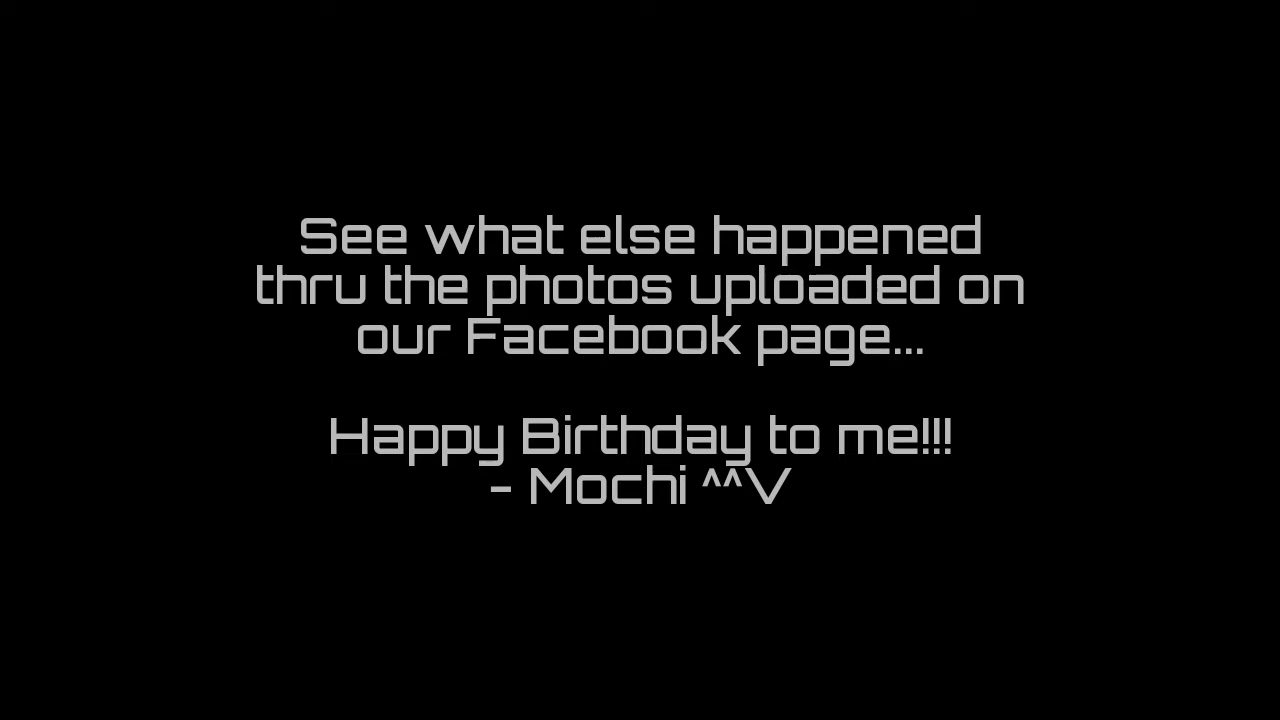 See what else happened
thru the photos uploaded on
our Facebook page...
Happy Birthday to me!!!
- Mochi ^^V